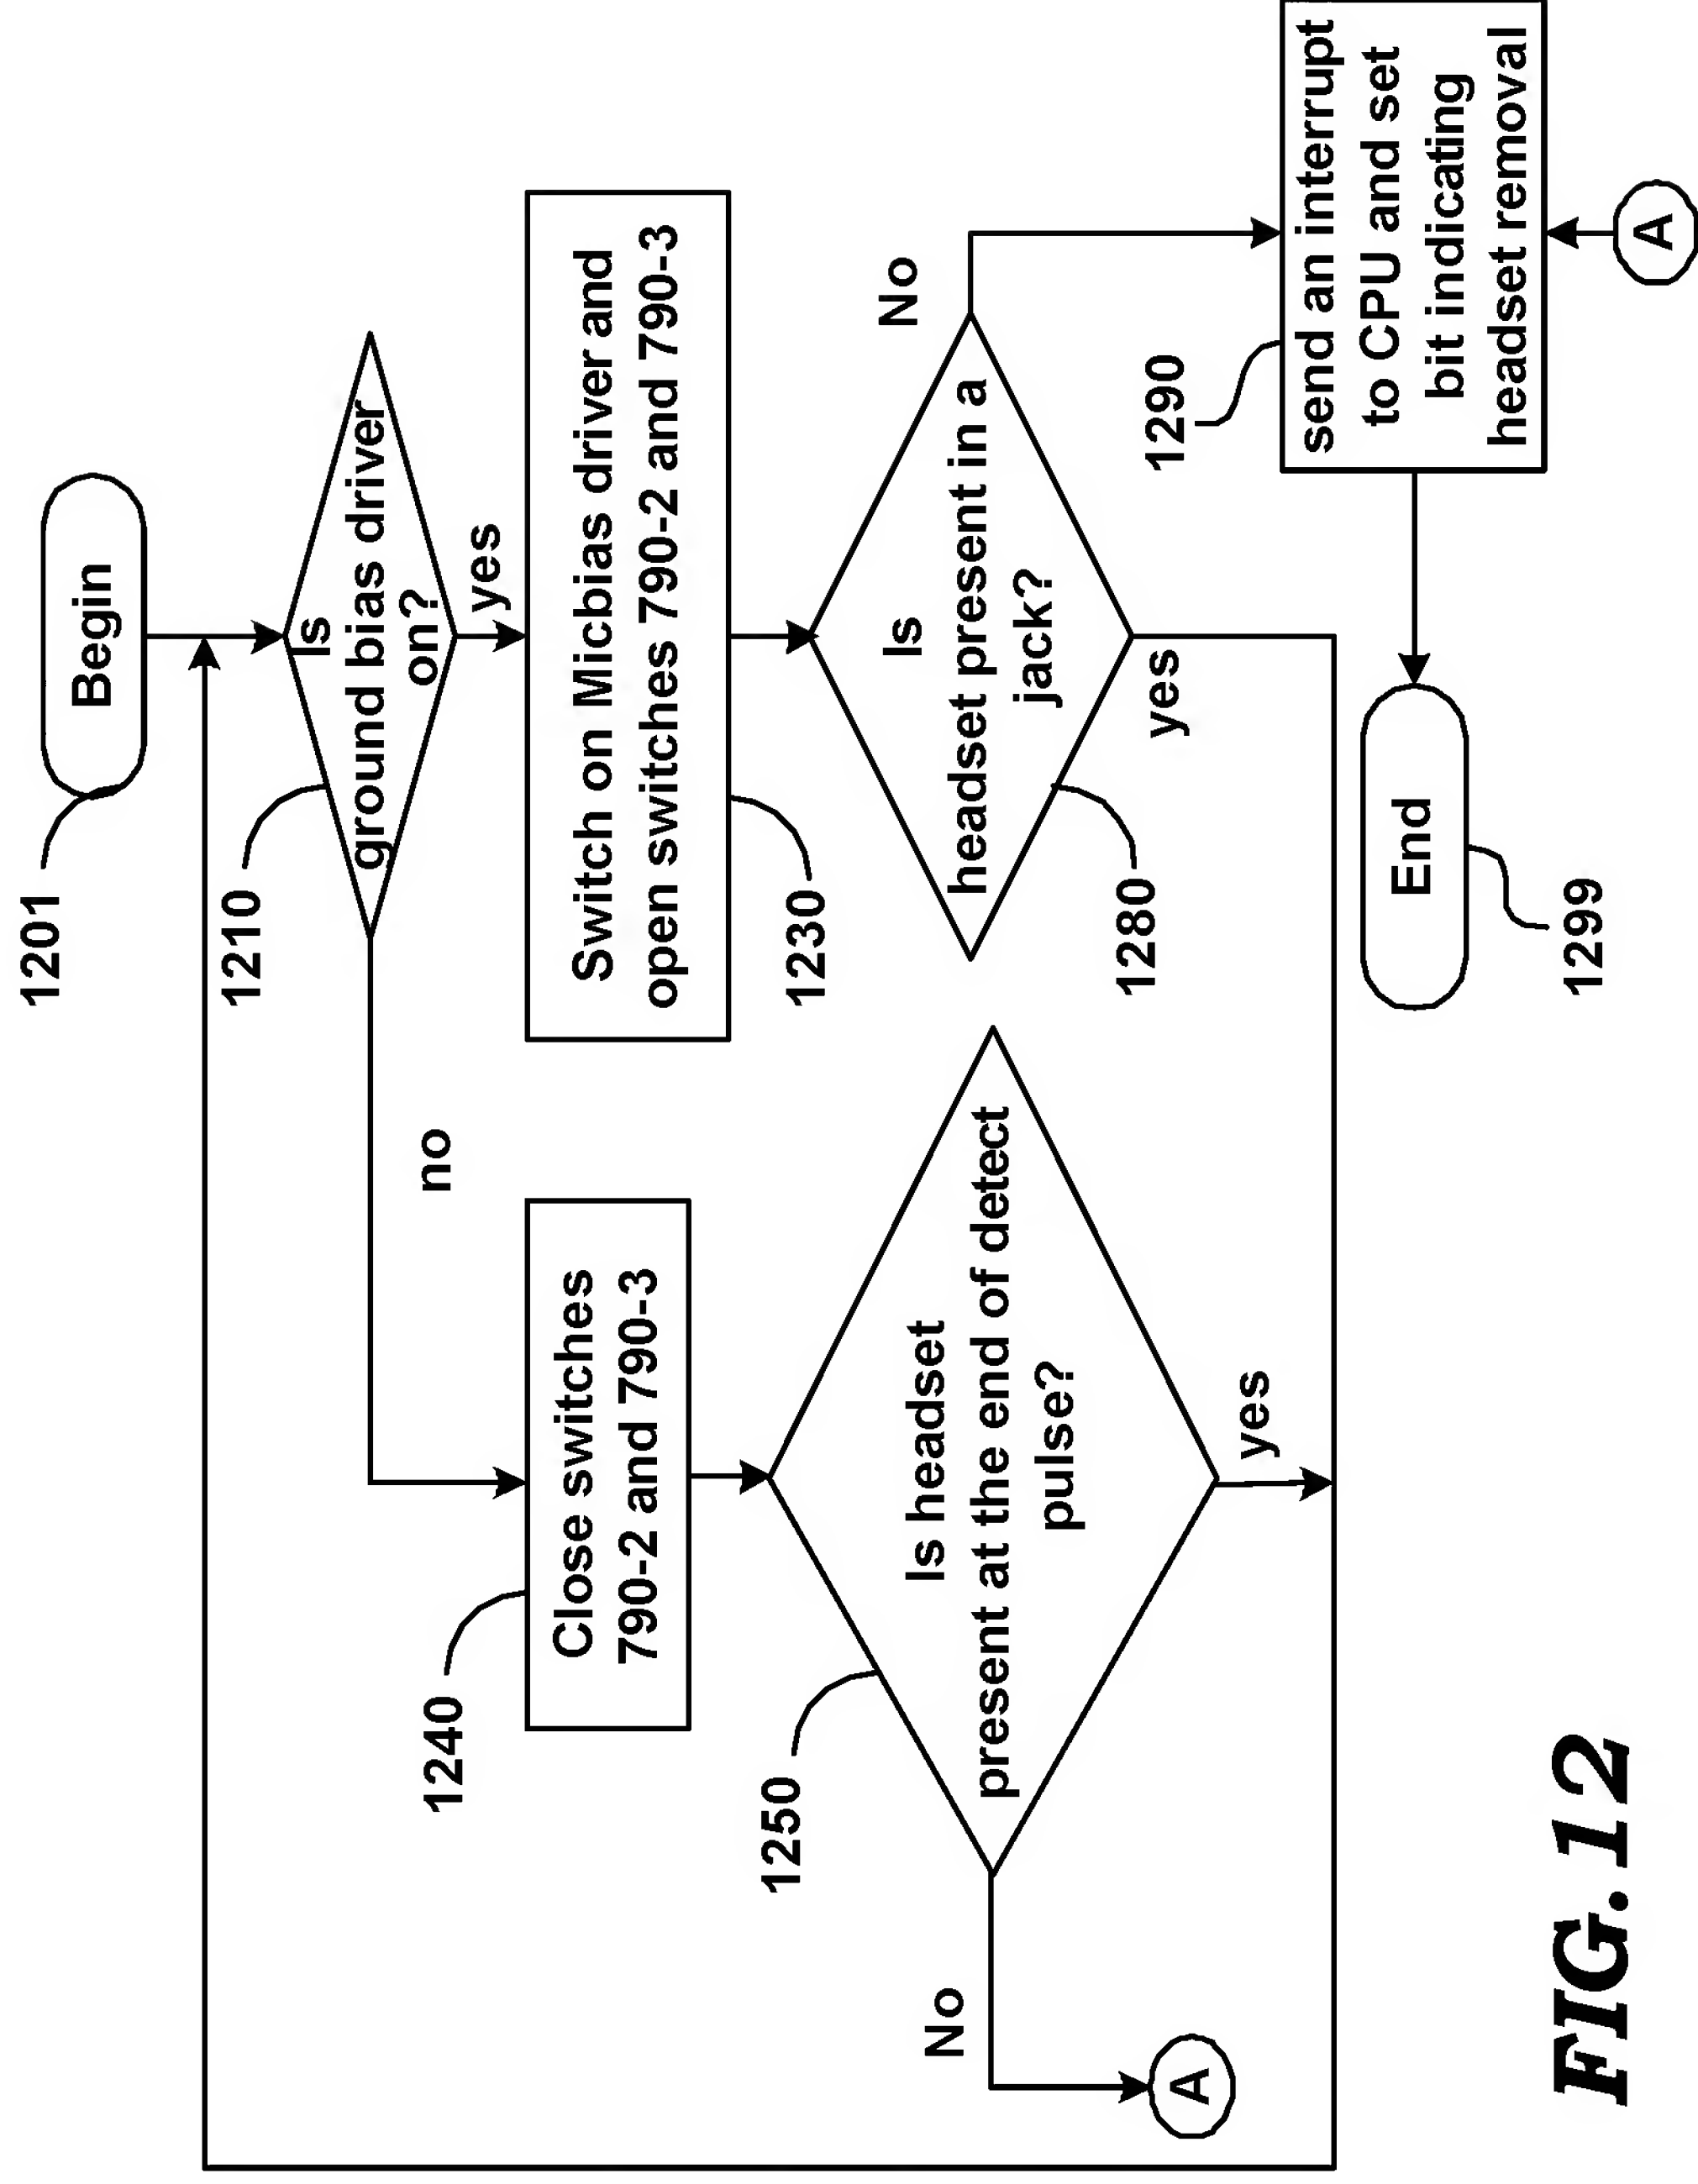 1201
Begin
1210
Is
ground bias driver
on?
no
yes
1240
Close switches
790-2 and 790-3
Switch on Micbias driver and
open switches 790-2 and 790-3
1230
1250
Is headset
present at the end of detect
pulse?
No
yes
A
Is
headset present in a
jack?
No
yes
1280
1290
send an interrupt
to CPU and set
bit indicating
headset removal
A
End
1299
FIG. 12